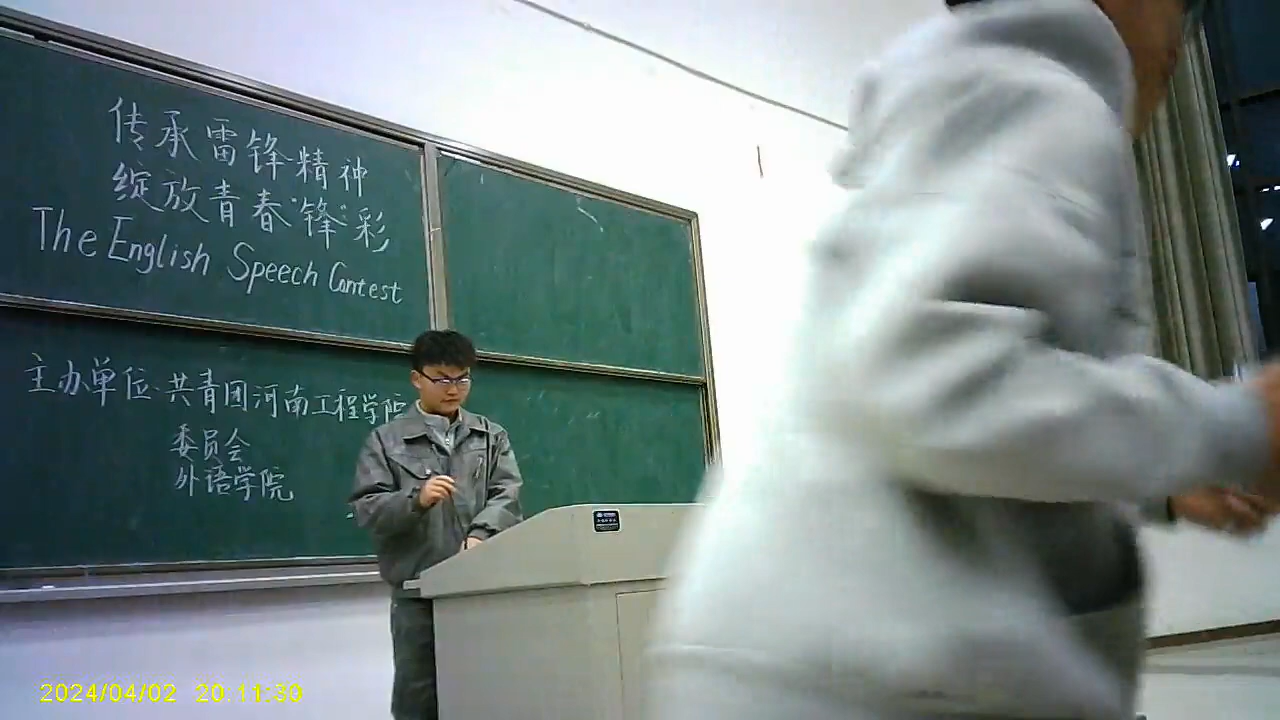 传承雷锋精神
绽放青春"锋"彩
The English Speech Contest
主办单位:共青团河南工程学院
委员会
外语学院
2024/04/02 20:11:30